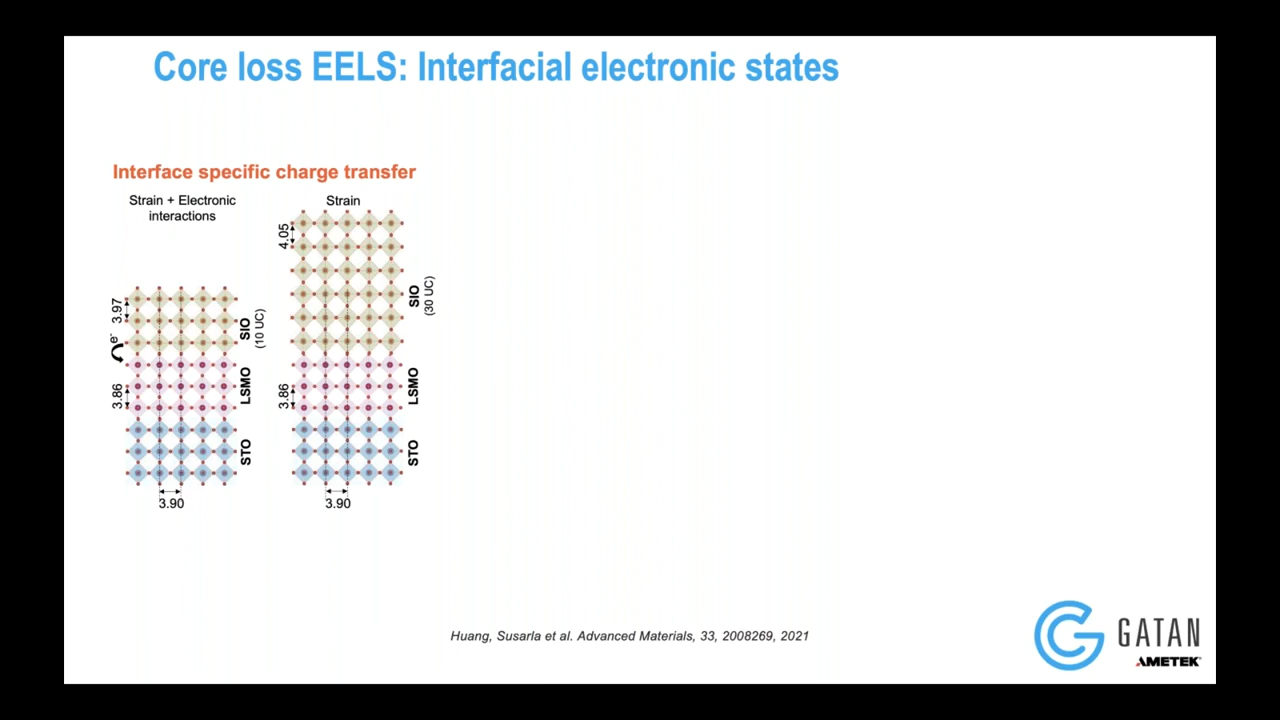 Core loss EELS: Interfacial electronic states
Interface specific charge transfer
Strain + Electronic
interactions
3.97
e-
3.86
SIO
(10 UC)
LSMO
STO
3.90
Strain
4.05
3.86
SIO
(30 UC)
LSMO
STO
3.90
Huang, Susarla et al. Advanced Materials, 33, 2008269, 2021
GATAN
AMETEK®